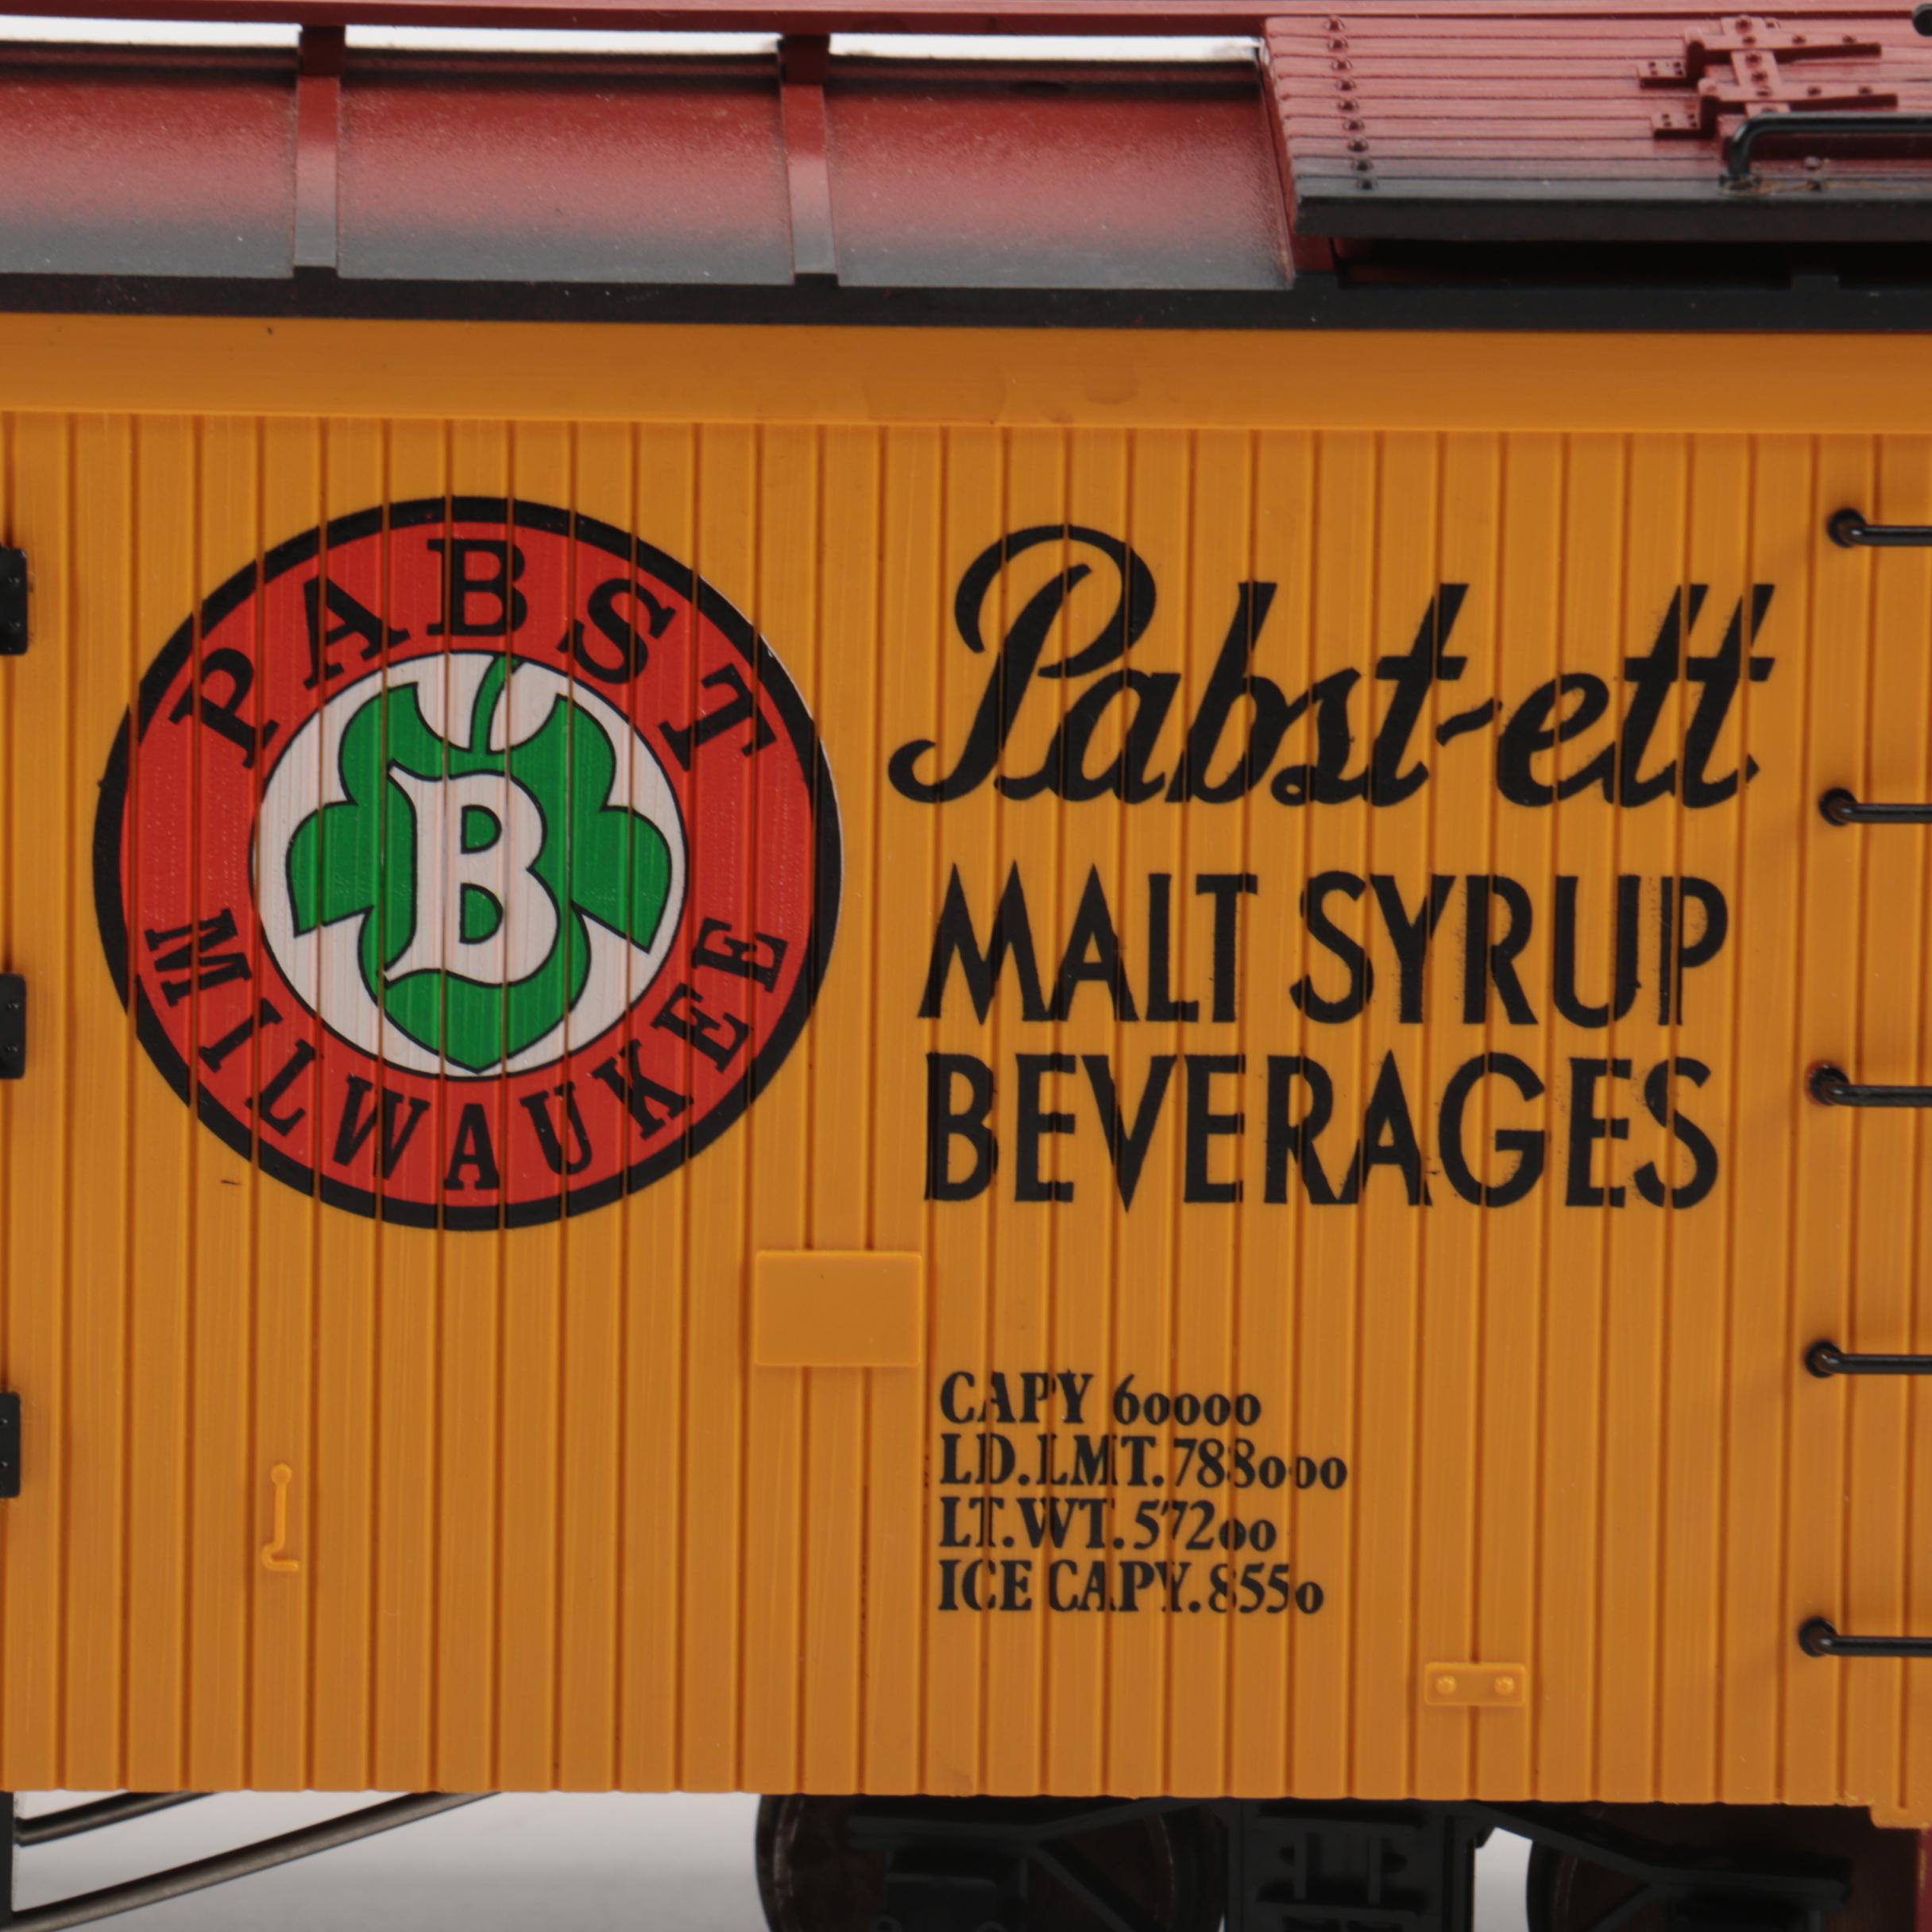 PABST
B
MILWAUKEE
Pabst-ett
MALT SYRUP
BEVERAGES
CAPY 60000
LD.LMT.788000
LT.WT.57200
ICE CAPY.8550